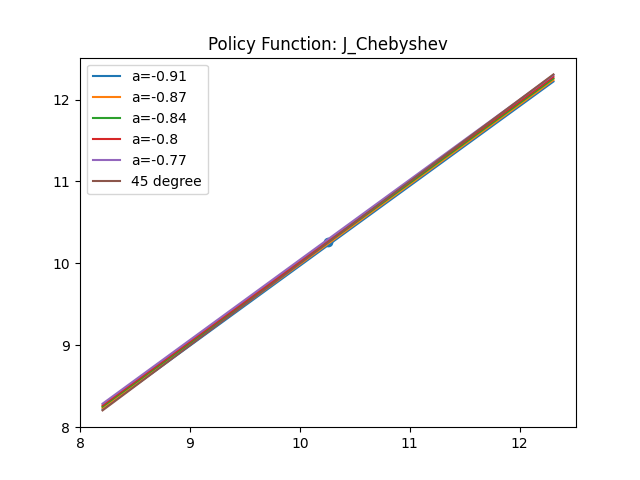 Policy Function: J_Chebyshev
a=-0.91
a=-0.87
a=-0.84
a=-0.8
a=-0.77
45 degree
12
11
10
9
8
8 9 10 11 12